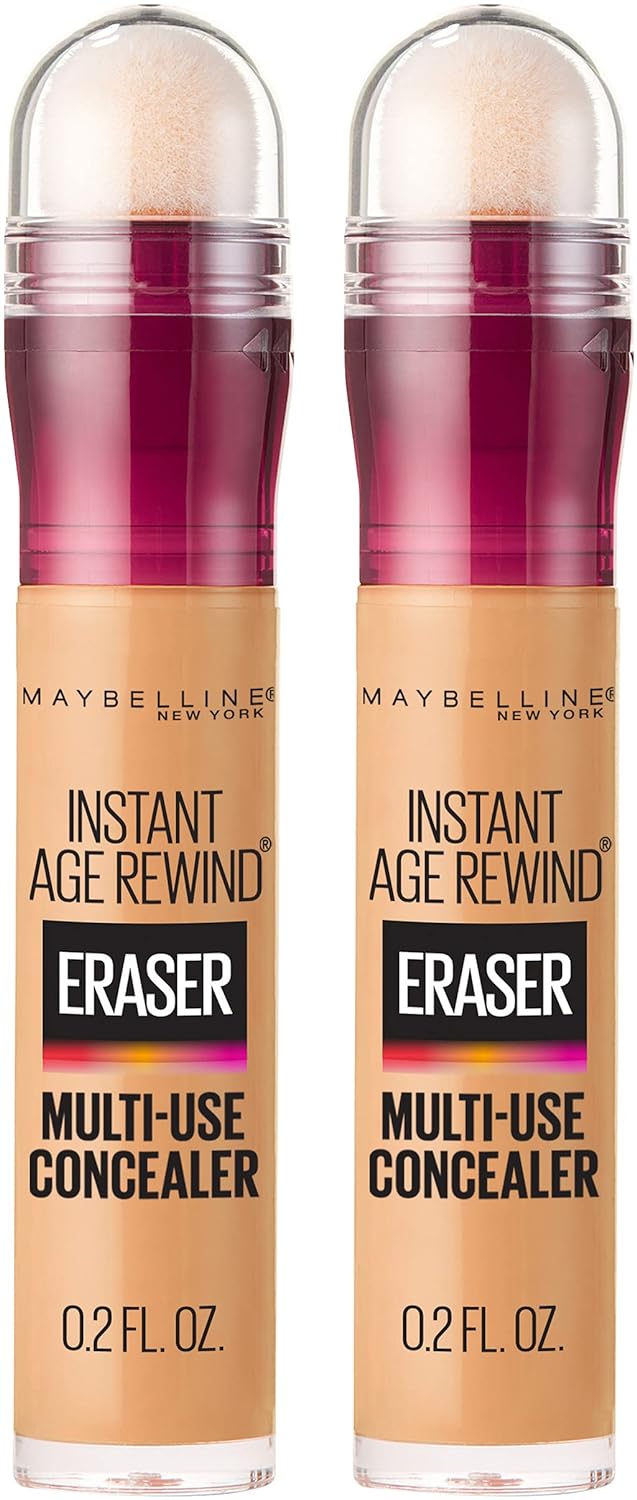 MAYBELLINE®
NEW YORK
INSTANT
AGE REWIND®
ERASER
MULTI-USE
CONCEALER
0.2 FL. OZ.
MAYBELLINE®
NEW YORK
INSTANT
AGE REWIND®
ERASER
MULTI-USE
CONCEALER
0.2 FL. OZ.